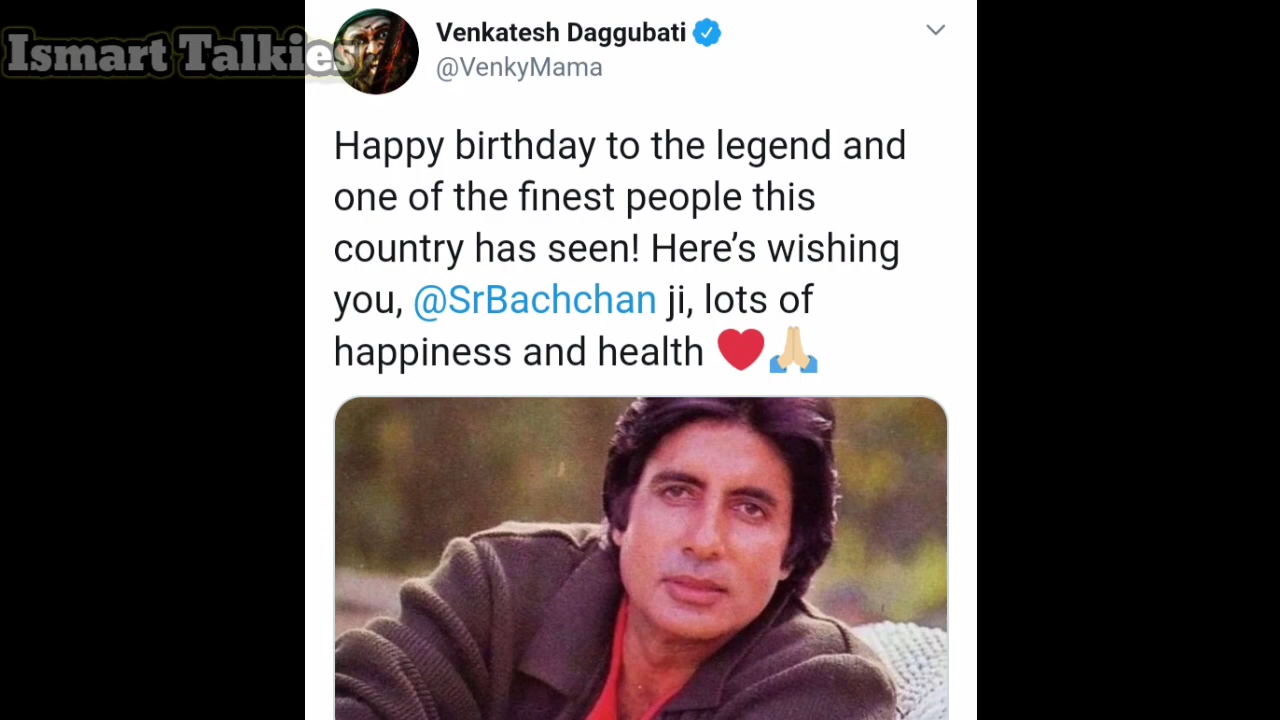 Ismart Talkies
Venkatesh Daggubati
@VenkyMama
Happy birthday to the legend and
one of the finest people this
country has seen! Here’s wishing
you, @SrBachchan ji, lots of
happiness and health ❤️🙏🏼